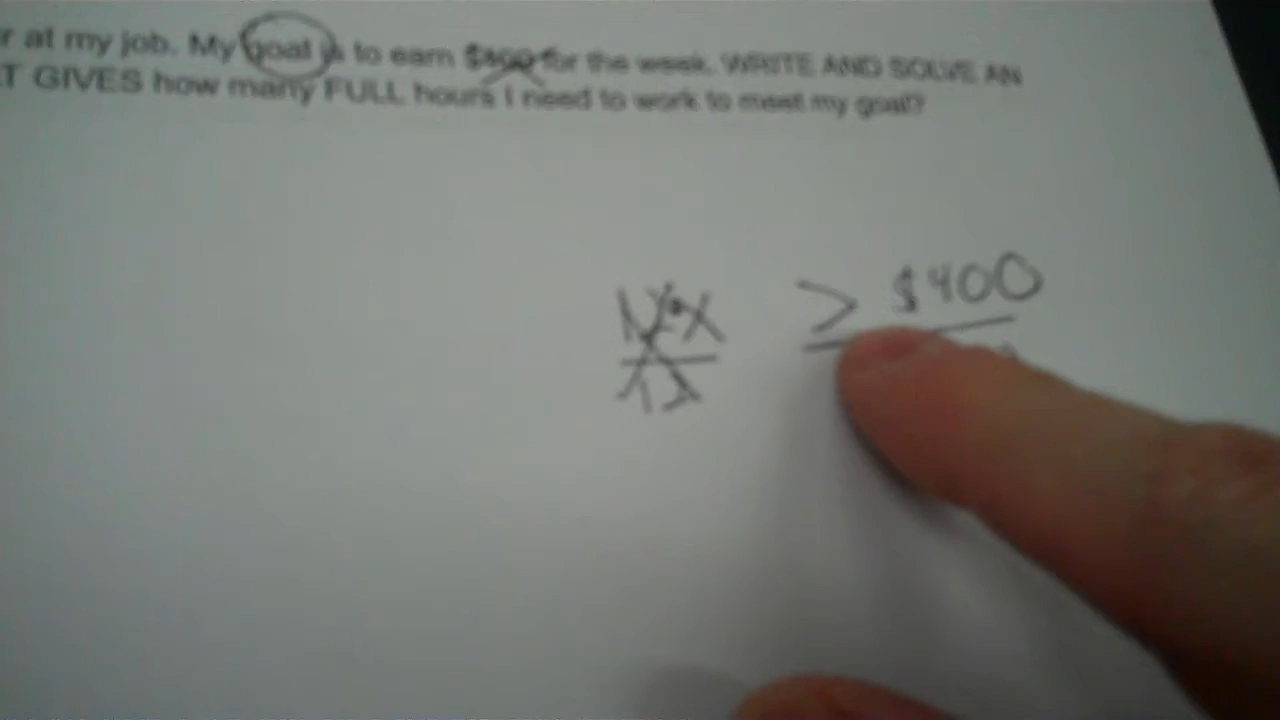 r at my job. My goal is to earn $400 for the week. WRITE AND SOLVE AN
T GIVES how many FULL hours I need to work to meet my goal?
≥ $400